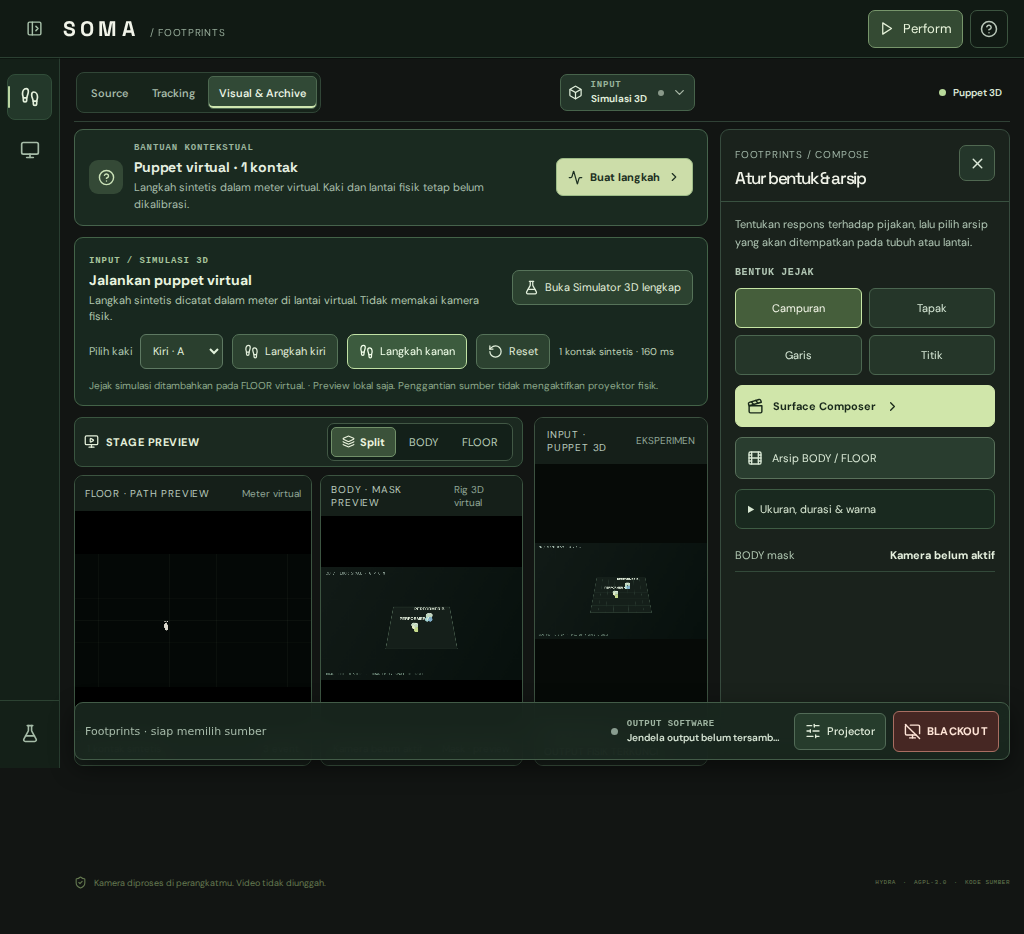 SOMA
/ FOOTPRINTS
Perform
Source
Tracking
Visual & Archive
INPUT
Simulasi 3D
Puppet 3D
BANTUAN KONTEKSTUAL
Puppet virtual · 1 kontak
Langkah sintetis dalam meter virtual. Kaki dan lantai fisik tetap belum
dikalibrasi.
Buat langkah
INPUT / SIMULASI 3D
Jalankan puppet virtual
Langkah sintetis dicatat dalam meter di lantai virtual. Tidak memakai kamera
fisik.
Buka Simulator 3D lengkap
Pilih kaki
Kiri · A
Langkah kiri
Langkah kanan
Reset
1 kontak sintetis · 160 ms
Jejak simulasi ditambahkan pada FLOOR virtual. · Preview lokal saja. Penggantian sumber tidak mengaktifkan proyektor fisik.
STAGE PREVIEW
Split
BODY
FLOOR
FLOOR · PATH PREVIEW
Meter virtual
BODY · MASK
PREVIEW
Rig 3D
virtual
INPUT ·
PUPPET 3D
EKSPERIMEN
FOOTPRINTS / COMPOSE
Atur bentuk & arsip
Tentukan respons terhadap pijakan, lalu pilih arsip
yang akan ditempatkan pada tubuh atau lantai.
BENTUK JEJAK
Campuran
Tapak
Garis
Titik
Surface Composer
Arsip BODY / FLOOR
Ukuran, durasi & warna
BODY mask
Kamera belum aktif
Footprints · siap memilih sumber
OUTPUT SOFTWARE
Jendela output belum tersamb...
Projector
BLACKOUT
Kamera diproses di perangkatmu. Video tidak diunggah.
HYDRA · AGPL-3.0 · KODE SUMBER